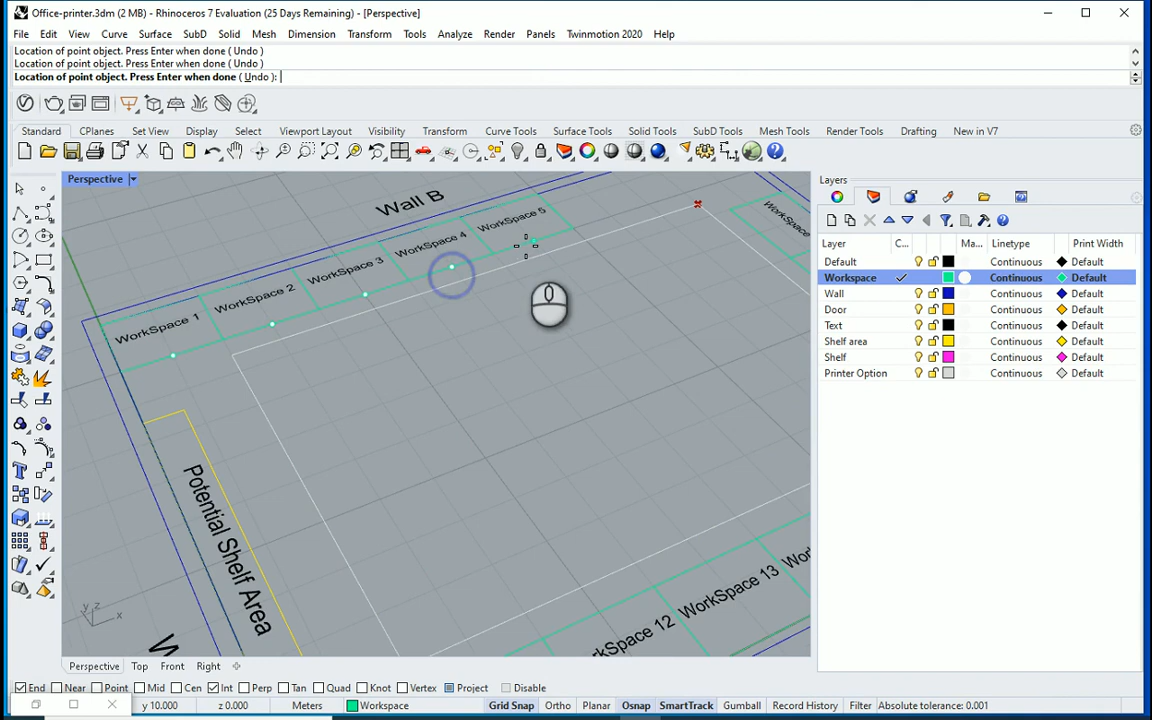 Office-printer.3dm (2 MB) - Rhinoceros 7 Evaluation (25 Days Remaining) - [Perspective]
File Edit View Curve Surface SubD Solid Mesh Dimension Transform Tools Analyze Render Panels Twinmotion 2020 Help
Location of point object. Press Enter when done ( Undo )
Location of point object. Press Enter when done ( Undo )
Location of point object. Press Enter when done ( Undo ):
Standard CPlanes Set View Display Select Viewport Layout Visibility Transform Curve Tools Surface Tools Solid Tools SubD Tools Mesh Tools Render Tools Drafting New in V7
Perspective
Wall B
WorkSpace 1
WorkSpace 2
WorkSpace 3
WorkSpace 4
WorkSpace 5
WorkSpace
Potential Shelf Area
WorkSpace 12
WorkSpace 13
Wor
W
z
y x
Layers
Layer C... Ma... Linetype Print Width
Default Continuous Default
Workspace Continuous Default
Wall Continuous Default
Door Continuous Default
Text Continuous Default
Shelf area Continuous Default
Shelf Continuous Default
Printer Option Continuous Default
Perspective Top Front Right
End Near Point Mid Cen Int Perp Tan Quad Knot Vertex Project Disable
y 10.000 z 0.000 Meters Workspace Grid Snap Ortho Planar Osnap SmartTrack Gumball Record History Filter Absolute tolerance: 0.001